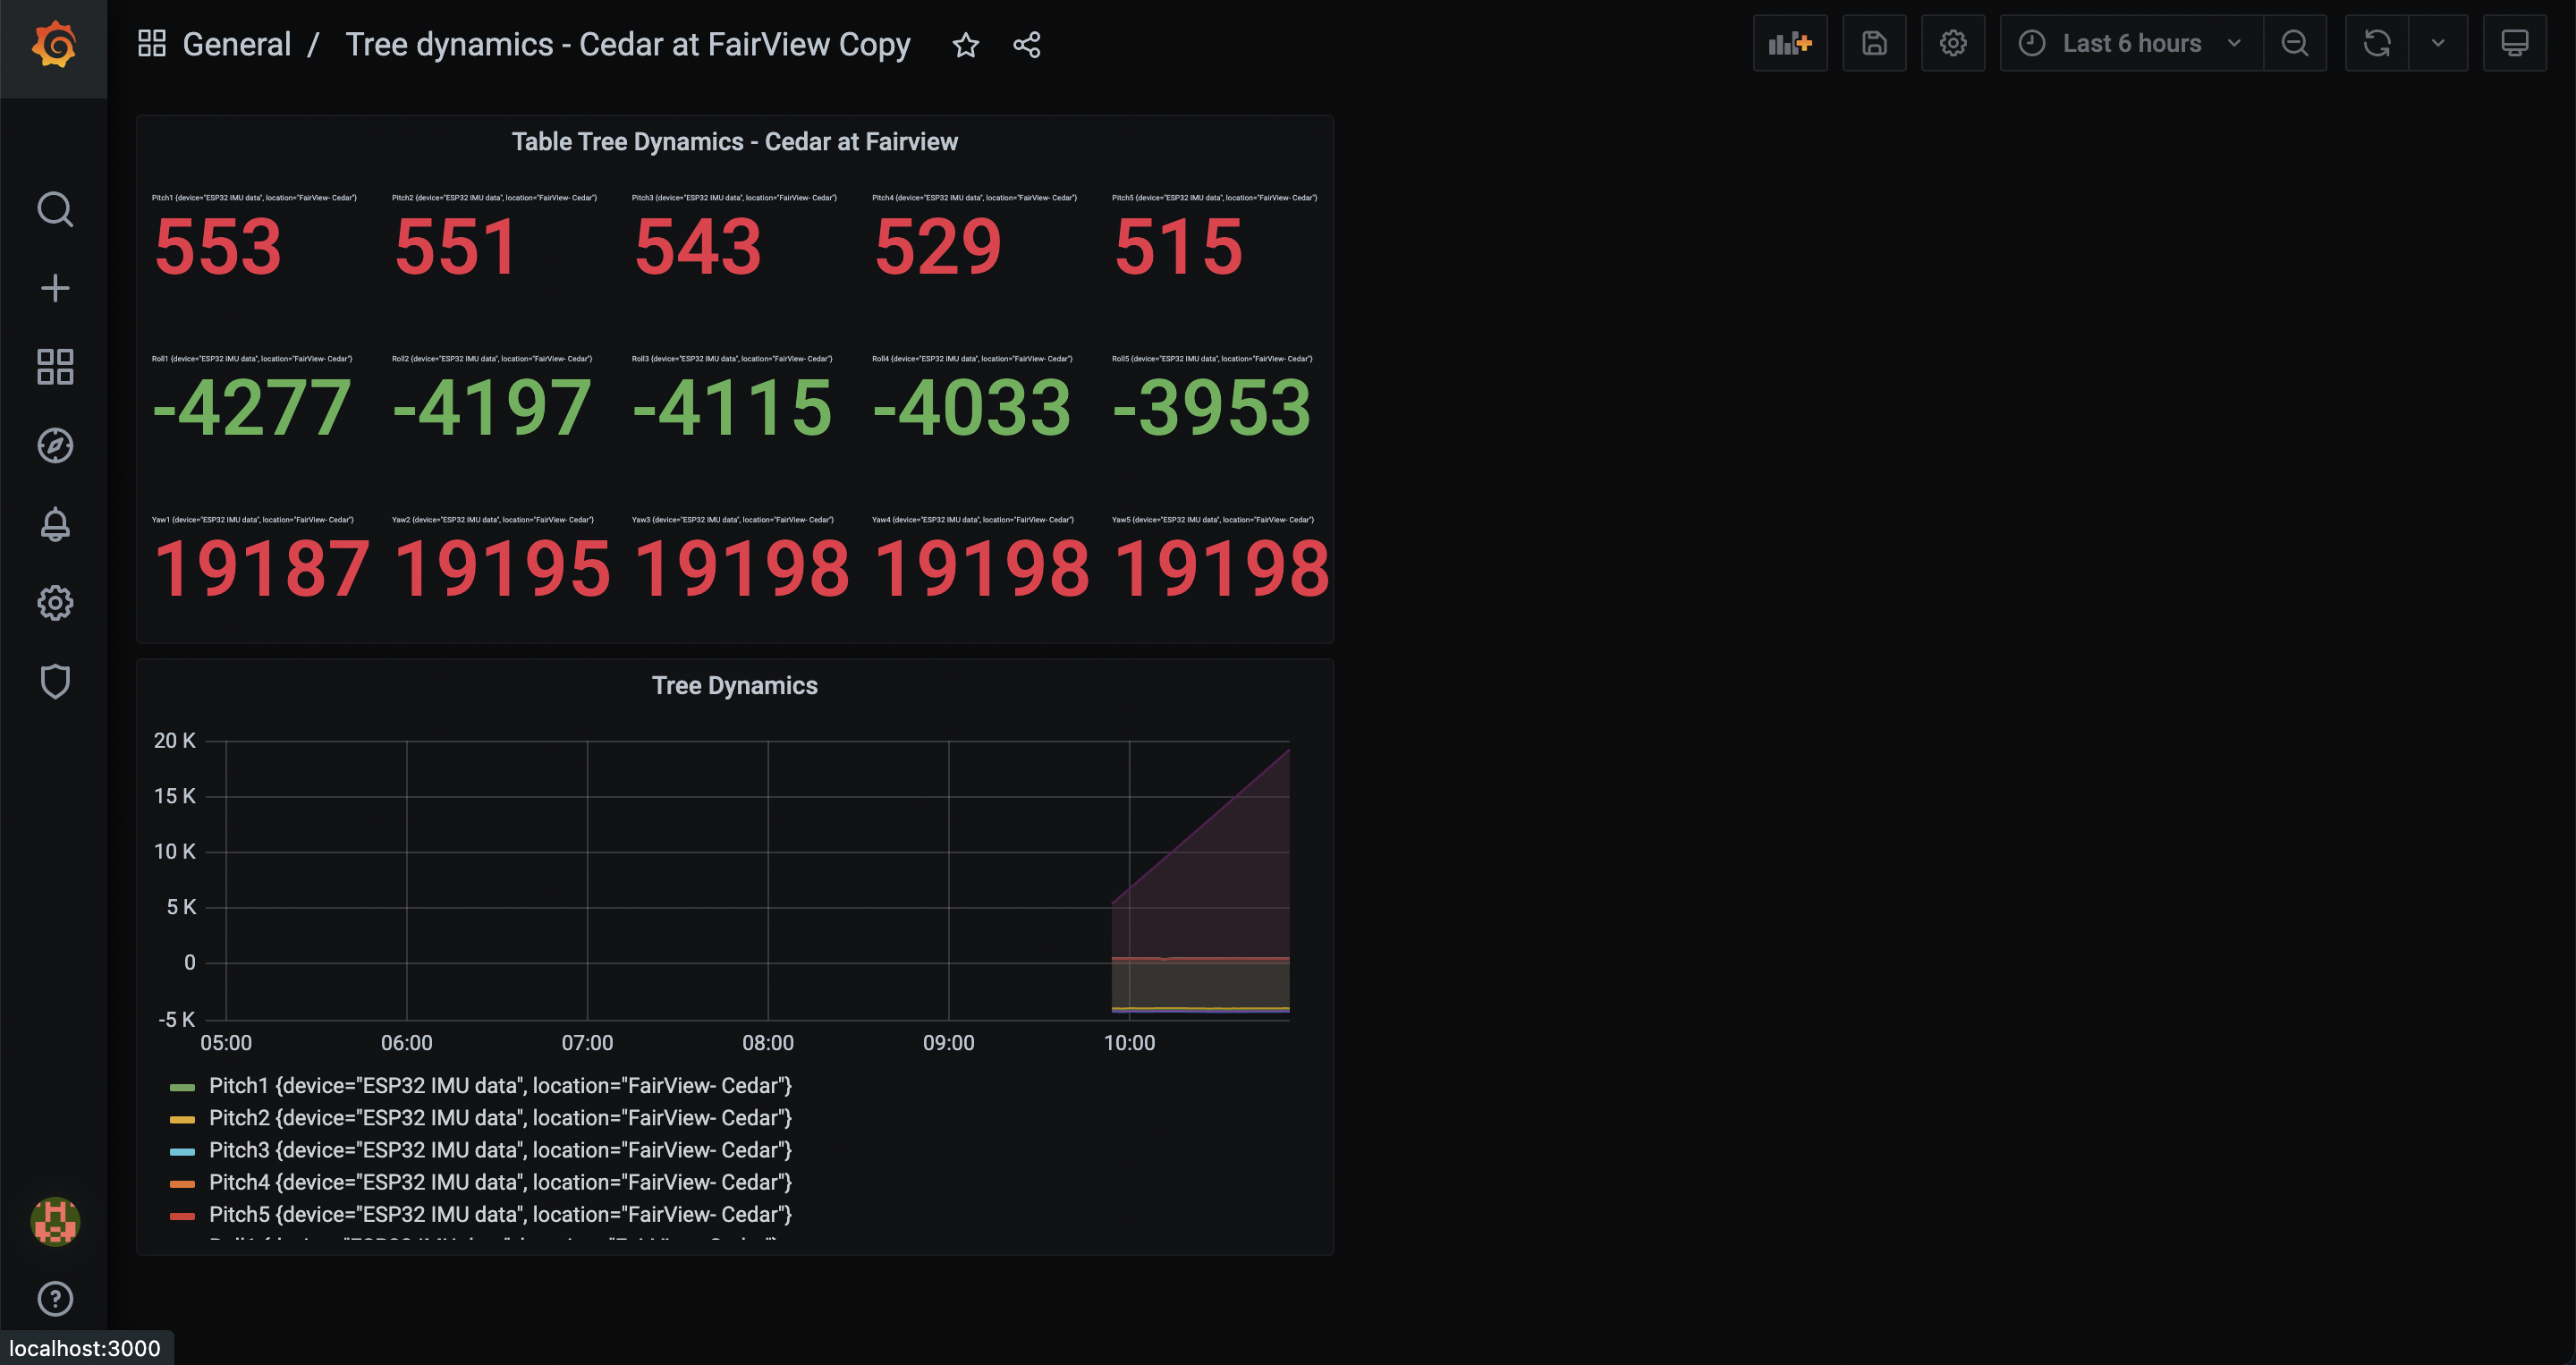 General / Tree dynamics - Cedar at FairView Copy
Last 6 hours
Table Tree Dynamics - Cedar at Fairview
Pitch1 {device="ESP32 IMU data", location="FairView- Cedar"}
Pitch2 {device="ESP32 IMU data", location="FairView- Cedar"}
Pitch3 {device="ESP32 IMU data", location="FairView- Cedar"}
Pitch4 {device="ESP32 IMU data", location="FairView- Cedar"}
Pitch5 {device="ESP32 IMU data", location="FairView- Cedar"}
553 551 543 529 515
Roll1 {device="ESP32 IMU data", location="FairView- Cedar"}
Roll2 {device="ESP32 IMU data", location="FairView- Cedar"}
Roll3 {device="ESP32 IMU data", location="FairView- Cedar"}
Roll4 {device="ESP32 IMU data", location="FairView- Cedar"}
Roll5 {device="ESP32 IMU data", location="FairView- Cedar"}
-4277 -4197 -4115 -4033 -3953
Yaw1 {device="ESP32 IMU data", location="FairView- Cedar"}
Yaw2 {device="ESP32 IMU data", location="FairView- Cedar"}
Yaw3 {device="ESP32 IMU data", location="FairView- Cedar"}
Yaw4 {device="ESP32 IMU data", location="FairView- Cedar"}
Yaw5 {device="ESP32 IMU data", location="FairView- Cedar"}
19187 19195 19198 19198 19198
Tree Dynamics
20 K
15 K
10 K
5 K
0
-5 K
05:00 06:00 07:00 08:00 09:00 10:00
Pitch1 {device="ESP32 IMU data", location="FairView- Cedar"}
Pitch2 {device="ESP32 IMU data", location="FairView- Cedar"}
Pitch3 {device="ESP32 IMU data", location="FairView- Cedar"}
Pitch4 {device="ESP32 IMU data", location="FairView- Cedar"}
Pitch5 {device="ESP32 IMU data", location="FairView- Cedar"}
localhost:3000